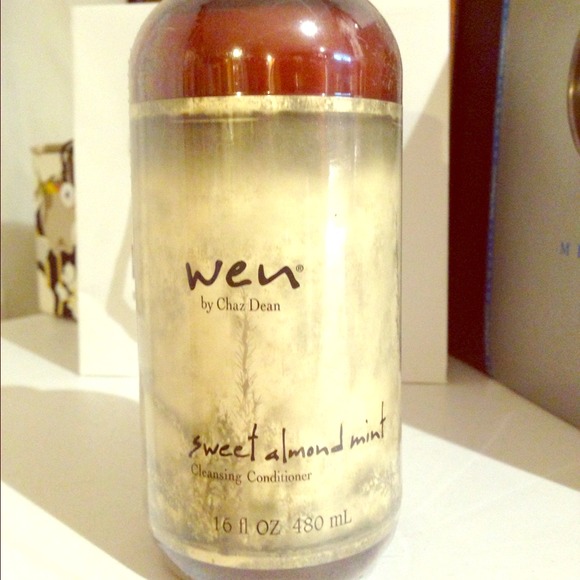 wen®
by Chaz Dean
sweet almond mint
Cleansing Conditioner
16 fl OZ 480 mL